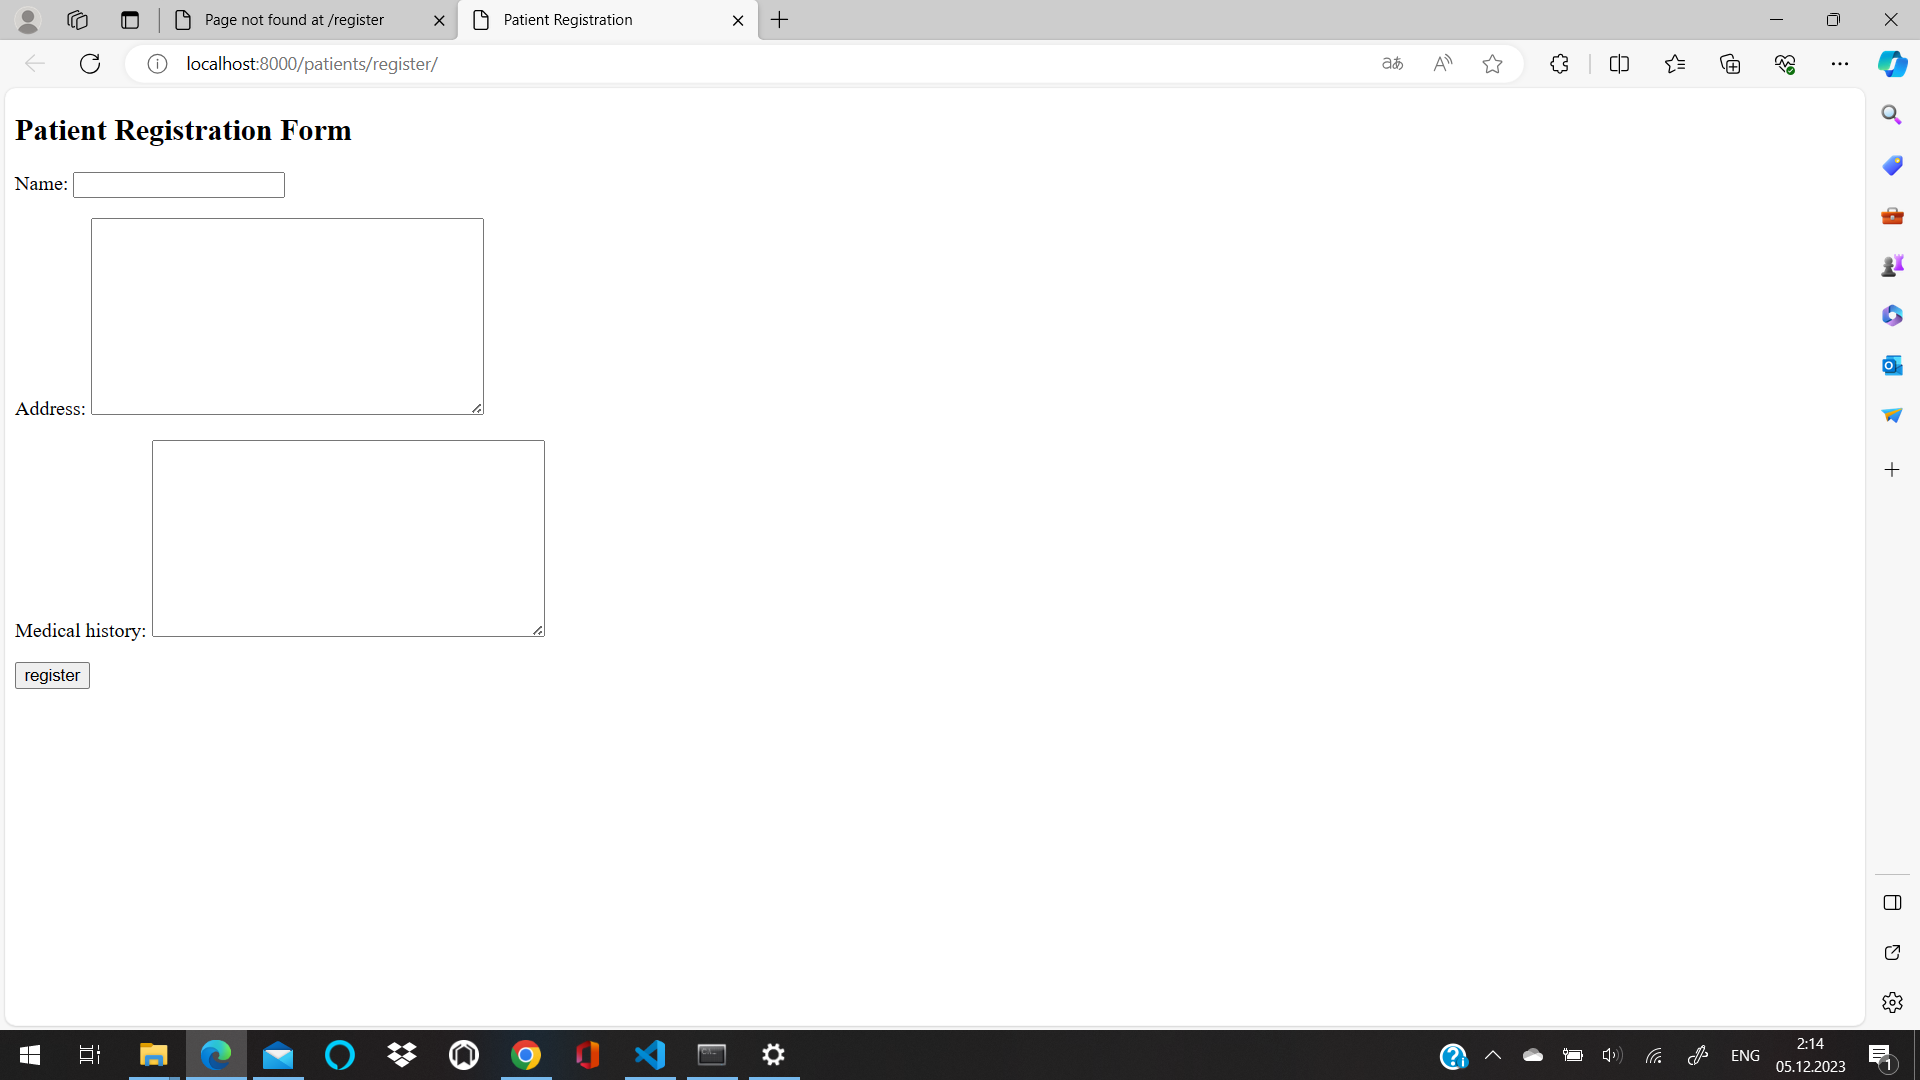 Page not found at /register
Patient Registration
localhost:8000/patients/register/
Patient Registration Form
Name:
Address:
Medical history:
register
ENG
2:14
05.12.2023
1